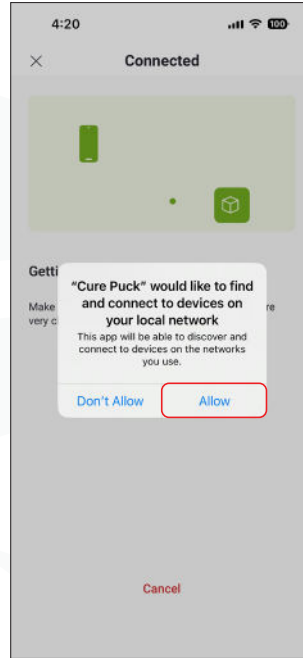 4:20
100
Connected
Getti
Make
re
very c
"Cure Puck" would like to find
and connect to devices on
your local network
This app will be able to discover and
connect to devices on the networks
you use.
Don't Allow
Allow
Cancel